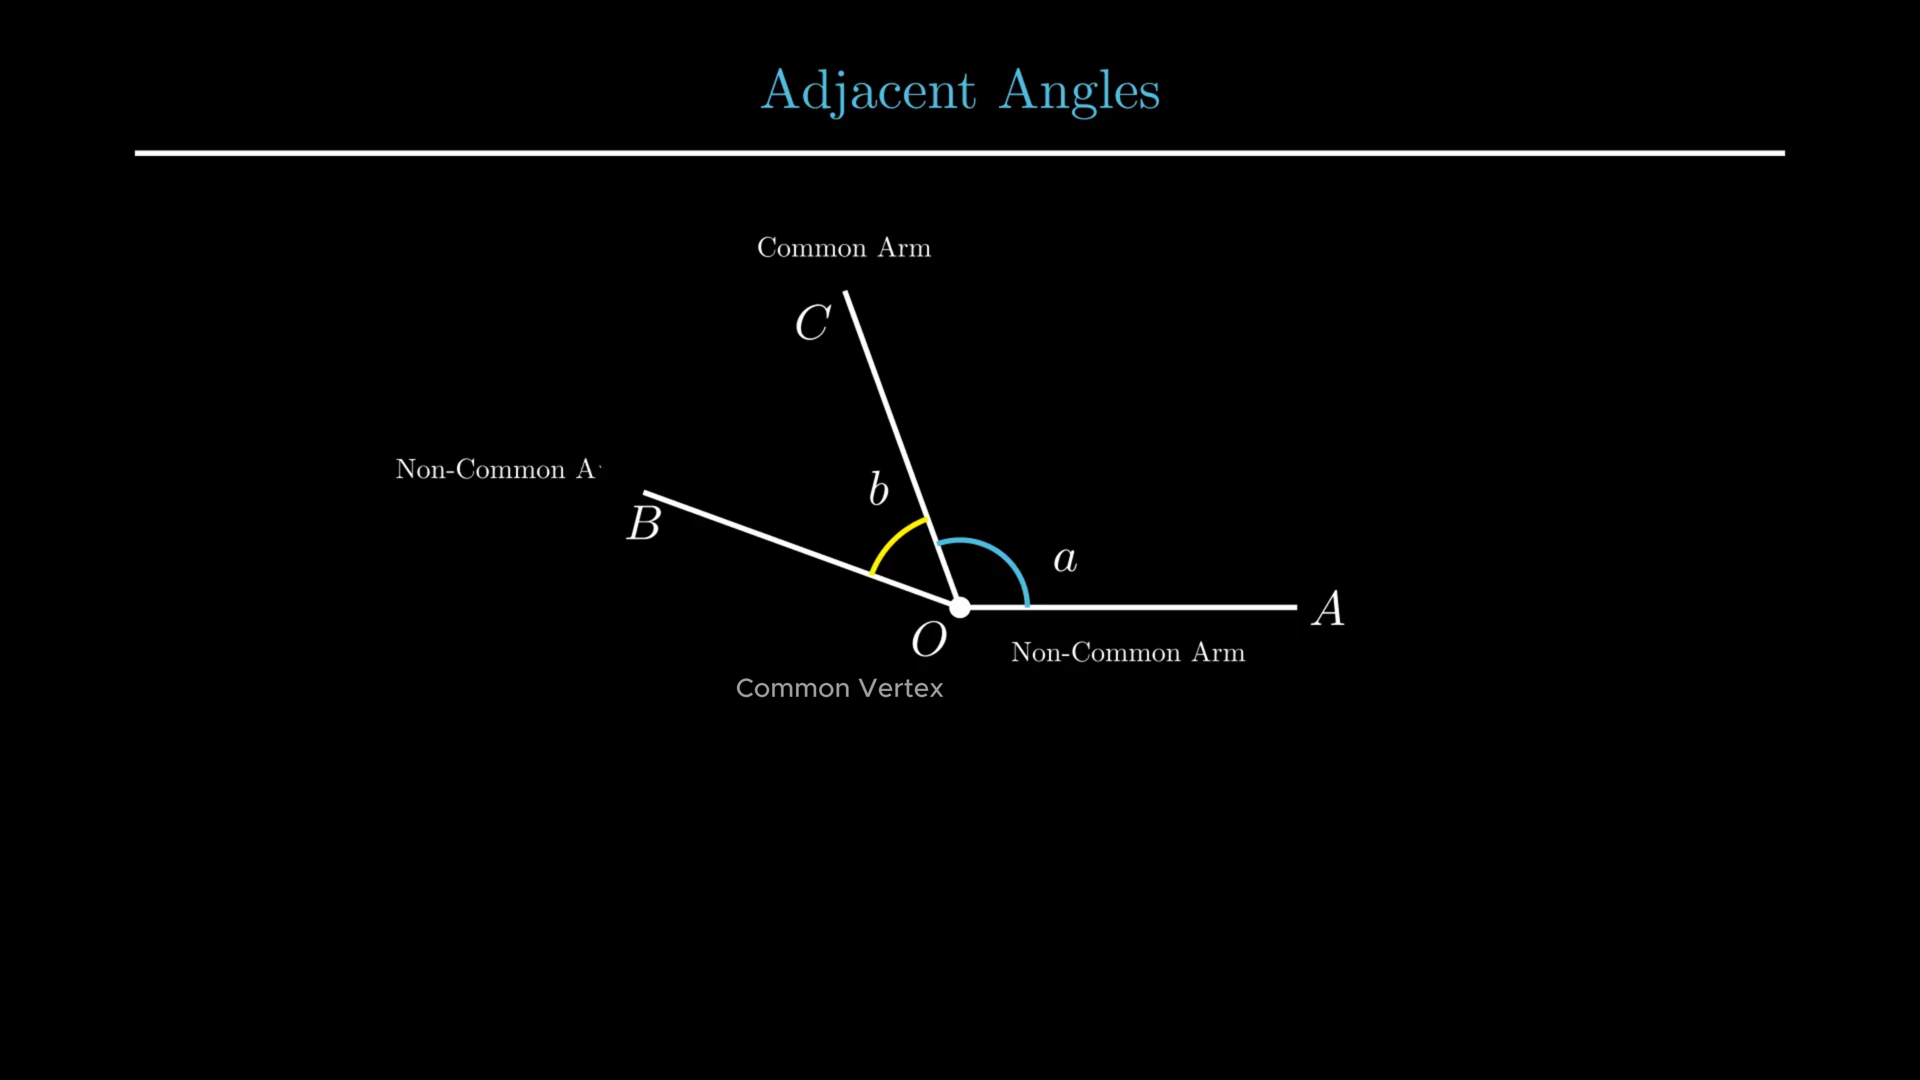 Adjacent Angles
Common Arm
C
Non-Common A
b
B
a
A
O
Non-Common Arm
Common Vertex